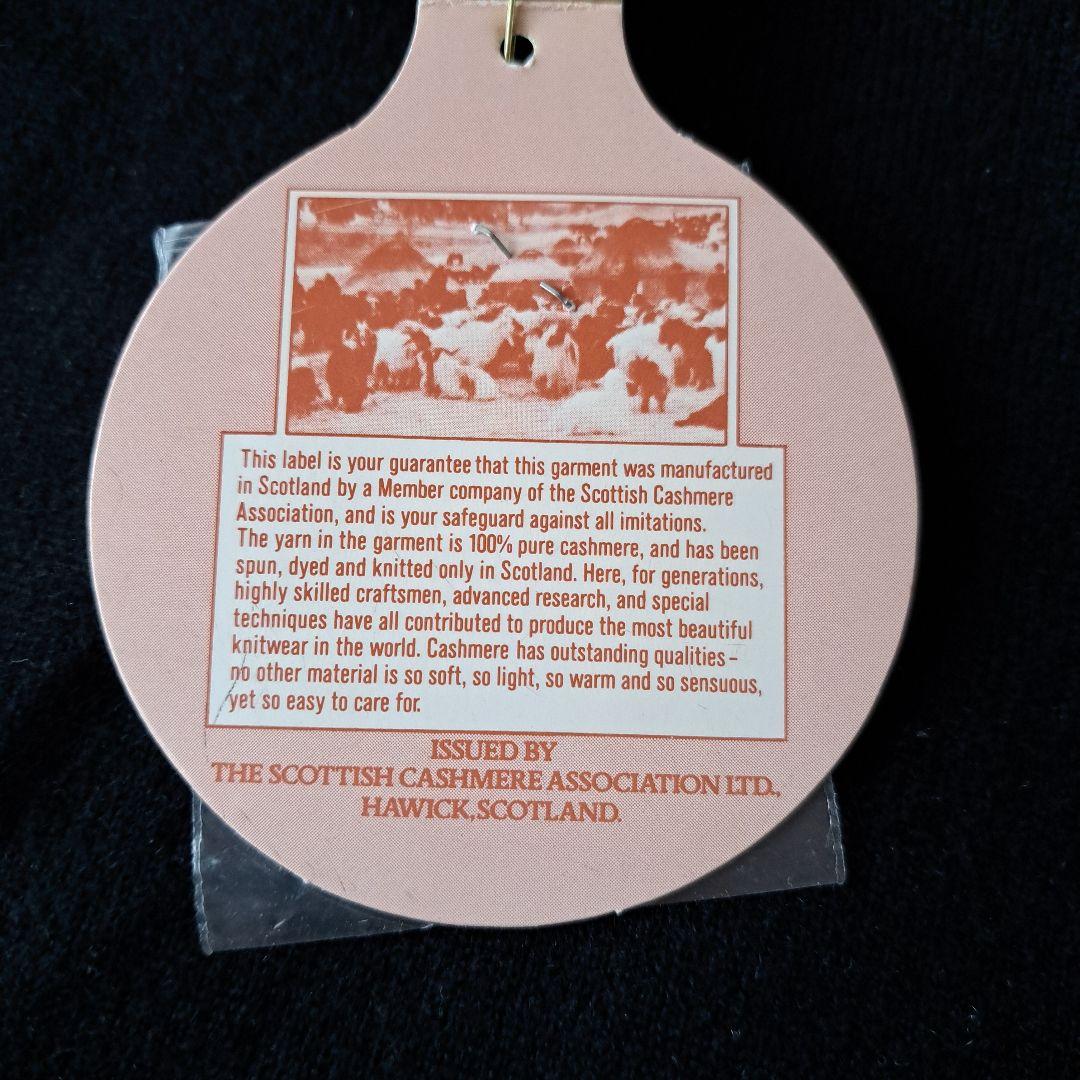 This label is your guarantee that this garment was manufactured
in Scotland by a Member company of the Scottish Cashmere
Association, and is your safeguard against all imitations.
The yarn in the garment is 100% pure cashmere, and has been
spun, dyed and knitted only in Scotland. Here, for generations,
highly skilled craftsmen, advanced research, and special
techniques have all contributed to produce the most beautiful
knitwear in the world. Cashmere has outstanding qualities –
no other material is so soft, so light, so warm and so sensuous,
yet so easy to care for.
ISSUED BY
THE SCOTTISH CASHMERE ASSOCIATION LTD.,
HAWICK, SCOTLAND.